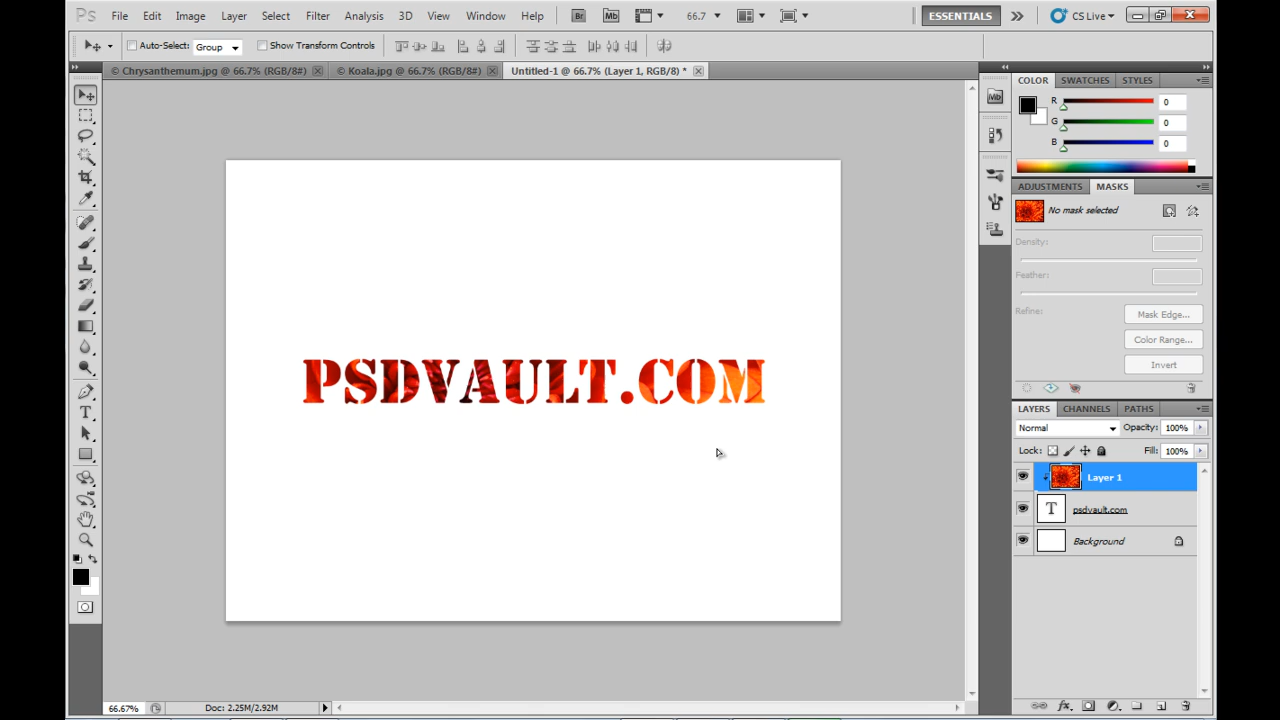 Ps File Edit Image Layer Select Filter Analysis 3D View Window Help Br Mb 66.7 ESSENTIALS CS Live
Auto-Select: Group Show Transform Controls
© Chrysanthemum.jpg @ 66.7% (RGB/8#) © Koala.jpg @ 66.7% (RGB/8#) Untitled-1 @ 66.7% (Layer 1, RGB/8) *
COLOR SWATCHES STYLES
R 0
G 0
B 0
ADJUSTMENTS MASKS
No mask selected
Density:
Feather:
Refine: Mask Edge...
Color Range...
Invert
PSDVAULT.COM
LAYERS CHANNELS PATHS
Normal Opacity: 100%
Lock: Fill: 100%
Layer 1
T psdvault.com
Background
66.67% Doc: 2.25M/2.92M